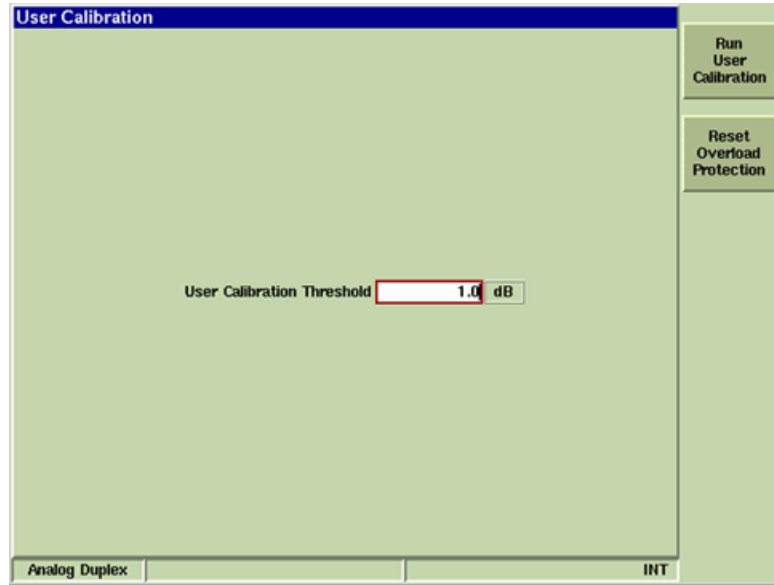 User Calibration
Run
User
Calibration
Reset
Overload
Protection
User Calibration Threshold 1.0 dB
Analog Duplex
INT